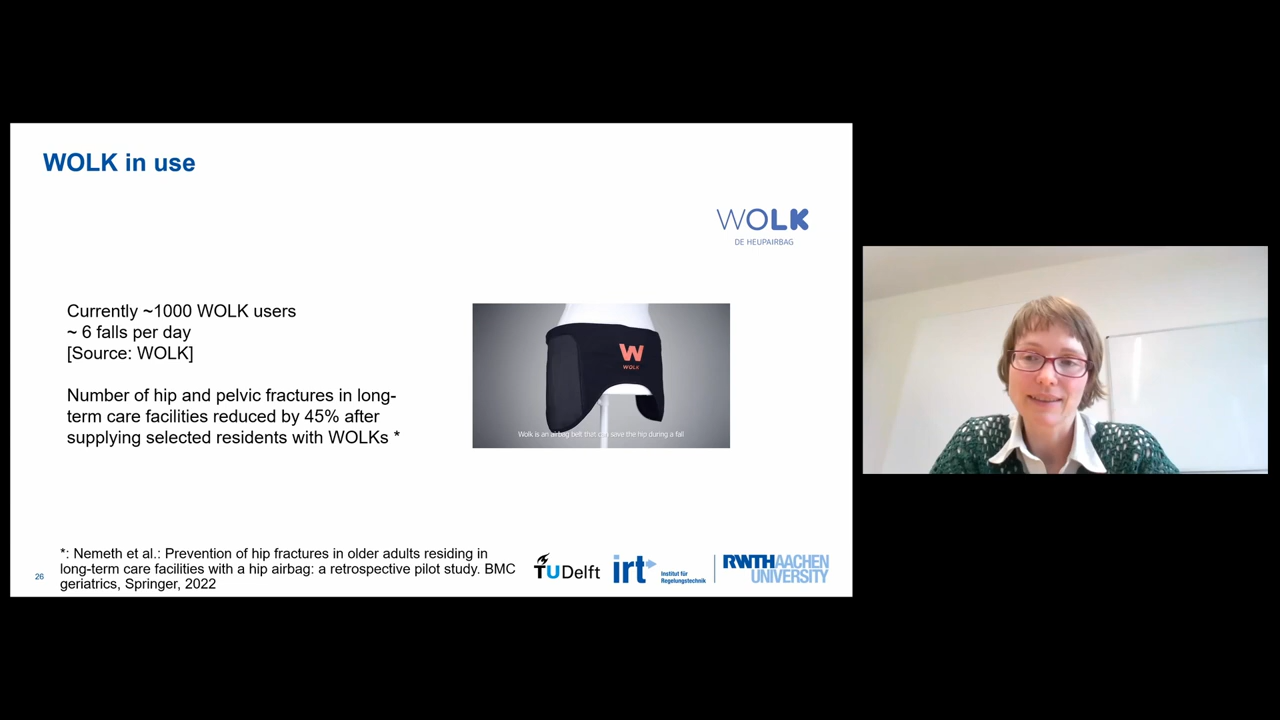 WOLK in use
WOLK
DE HEUPAIRBAG
Currently ~1000 WOLK users
~ 6 falls per day
[Source: WOLK]
Number of hip and pelvic fractures in long-
term care facilities reduced by 45% after
supplying selected residents with WOLKs *
W
WOLK
Wolk is an airbag belt that can save the hip during a fall
*: Nemeth et al.: Prevention of hip fractures in older adults residing in
long-term care facilities with a hip airbag: a retrospective pilot study. BMC
geriatrics, Springer, 2022
26
TUDelft
irt
Institut für
Regelungstechnik
RWTHAACHEN
UNIVERSITY